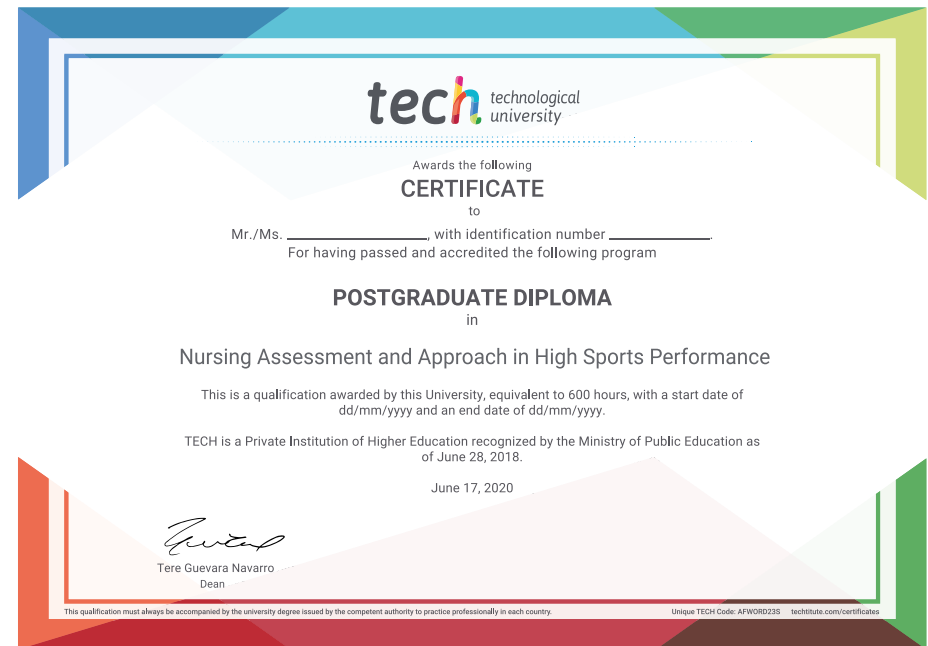 tech technological
university
Awards the following
CERTIFICATE
to
Mr./Ms. ____________________, with identification number ______________.
For having passed and accredited the following program
POSTGRADUATE DIPLOMA
in
Nursing Assessment and Approach in High Sports Performance
This is a qualification awarded by this University, equivalent to 600 hours, with a start date of
dd/mm/yyyy and an end date of dd/mm/yyyy.
TECH is a Private Institution of Higher Education recognized by the Ministry of Public Education as
of June 28, 2018.
June 17, 2020
Tere Guevara Navarro
Dean
This qualification must always be accompanied by the university degree issued by the competent authority to practice professionally in each country. Unique TECH Code: AFWORD23S techtitute.com/certificates